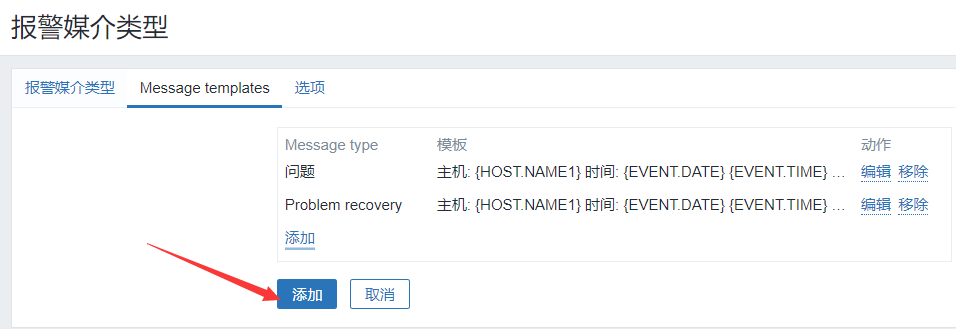 报警媒介类型
报警媒介类型 Message templates 选项
Message type 模板 动作
问题 主机: {HOST.NAME1} 时间: {EVENT.DATE} {EVENT.TIME} ... 编辑 移除
Problem recovery 主机: {HOST.NAME1} 时间: {EVENT.DATE} {EVENT.TIME} ... 编辑 移除
添加
添加 取消